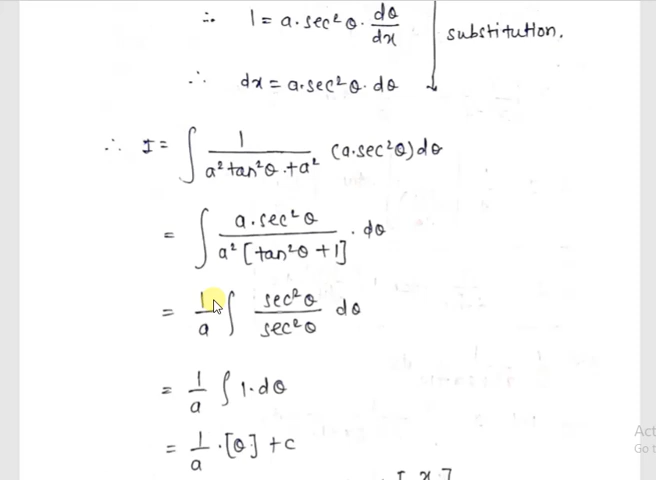 ∴ 1 = a·sec²θ · dθ/dx
substitution.
∴ dx = a·sec²θ · dθ
∴ I = ∫ 1/(a²tan²θ + a²) (a·sec²θ) dθ
= ∫ a·sec²θ / a²[tan²θ + 1] · dθ
= 1/a ∫ sec²θ/sec²θ dθ
= 1/a ∫ 1·dθ
= 1/a · [θ] + c